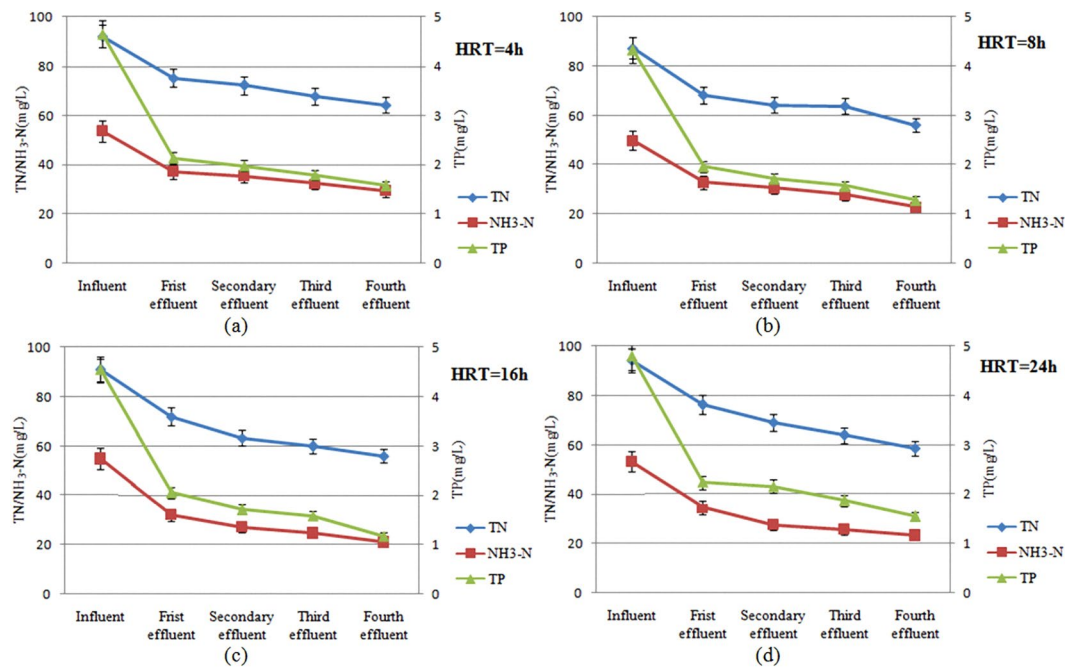 100
80
60
40
20
0
TN/NH3-N(mg/L)
5
4
3
2
1
0
TP(mg/L)
HRT=4h
TN
NH3-N
TP
Influent
Frist effluent
Secondary effluent
Third effluent
Fourth effluent
(a)
100
80
60
40
20
0
TN/NH3-N(mg/L)
5
4
3
2
1
0
TP(mg/L)
HRT=8h
TN
NH3-N
TP
Influent
Frist effluent
Secondary effluent
Third effluent
Fourth effluent
(b)
100
80
60
40
20
0
TN/NH3-N(mg/L)
5
4
3
2
1
0
TP(mg/L)
HRT=16h
TN
NH3-N
TP
Influent
Frist effluent
Secondary effluent
Third effluent
Fourth effluent
(c)
100
80
60
40
20
0
TN/NH3-N(mg/L)
5
4
3
2
1
0
TP(mg/L)
HRT=24h
TN
NH3-N
TP
Influent
Frist effluent
Secondary effluent
Third effluent
Fourth effluent
(d)